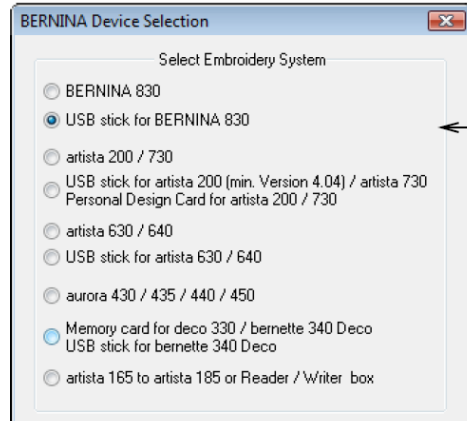 BERNINA Device Selection
Select Embroidery System
BERNINA 830
USB stick for BERNINA 830
artista 200 / 730
USB stick for artista 200 (min. Version 4.04) / artista 730
Personal Design Card for artista 200 / 730
artista 630 / 640
USB stick for artista 630 / 640
aurora 430 / 435 / 440 / 450
Memory card for deco 330 / bernette 340 Deco
USB stick for bernette 340 Deco
artista 165 to artista 185 or Reader / Writer box